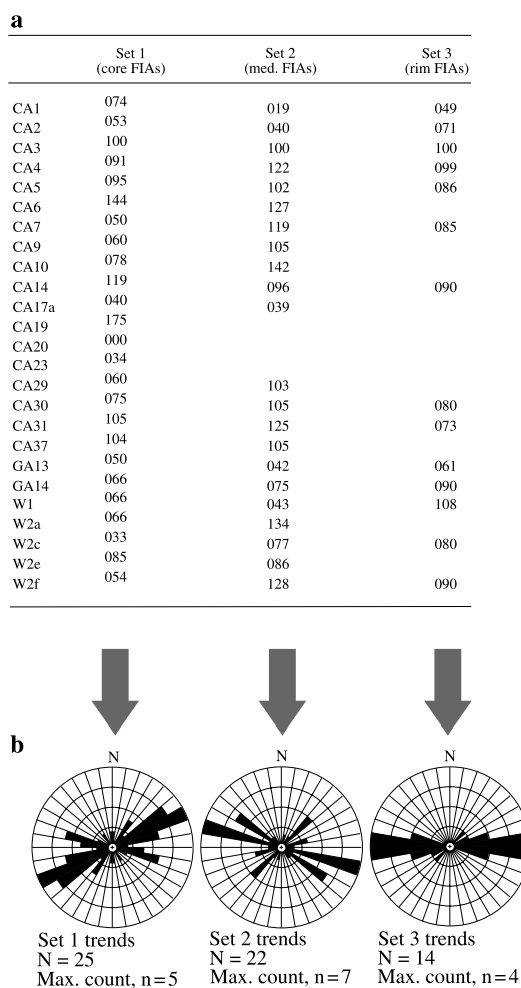 a
Set 1 Set 2 Set 3
(core FIAs) (med. FIAs) (rim FIAs)
CA1 074 019 049
CA2 053 040 071
CA3 100 100 100
CA4 091 122 099
CA5 095 102 086
CA6 144 127
CA7 050 119 085
CA9 060 105
CA10 078 142
CA14 119 096 090
CA17a 040 039
CA19 175
CA20 000
CA23 034
CA29 060 103
CA30 075 105 080
CA31 105 125 073
CA37 104 105
GA13 050 042 061
GA14 066 075 090
W1 066 043 108
W2a 066 134
W2c 033 077 080
W2e 085 086
W2f 054 128 090
b
N N N
Set 1 trends Set 2 trends Set 3 trends
N = 25 N = 22 N = 14
Max. count, n = 5 Max. count, n = 7 Max. count, n = 4